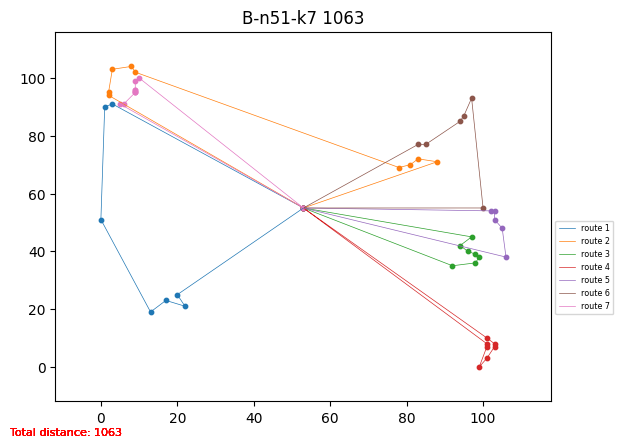 B-n51-k7 1063
100
80
60
40
20
0
0 20 40 60 80 100
route 1
route 2
route 3
route 4
route 5
route 6
route 7
Total distance: 1063